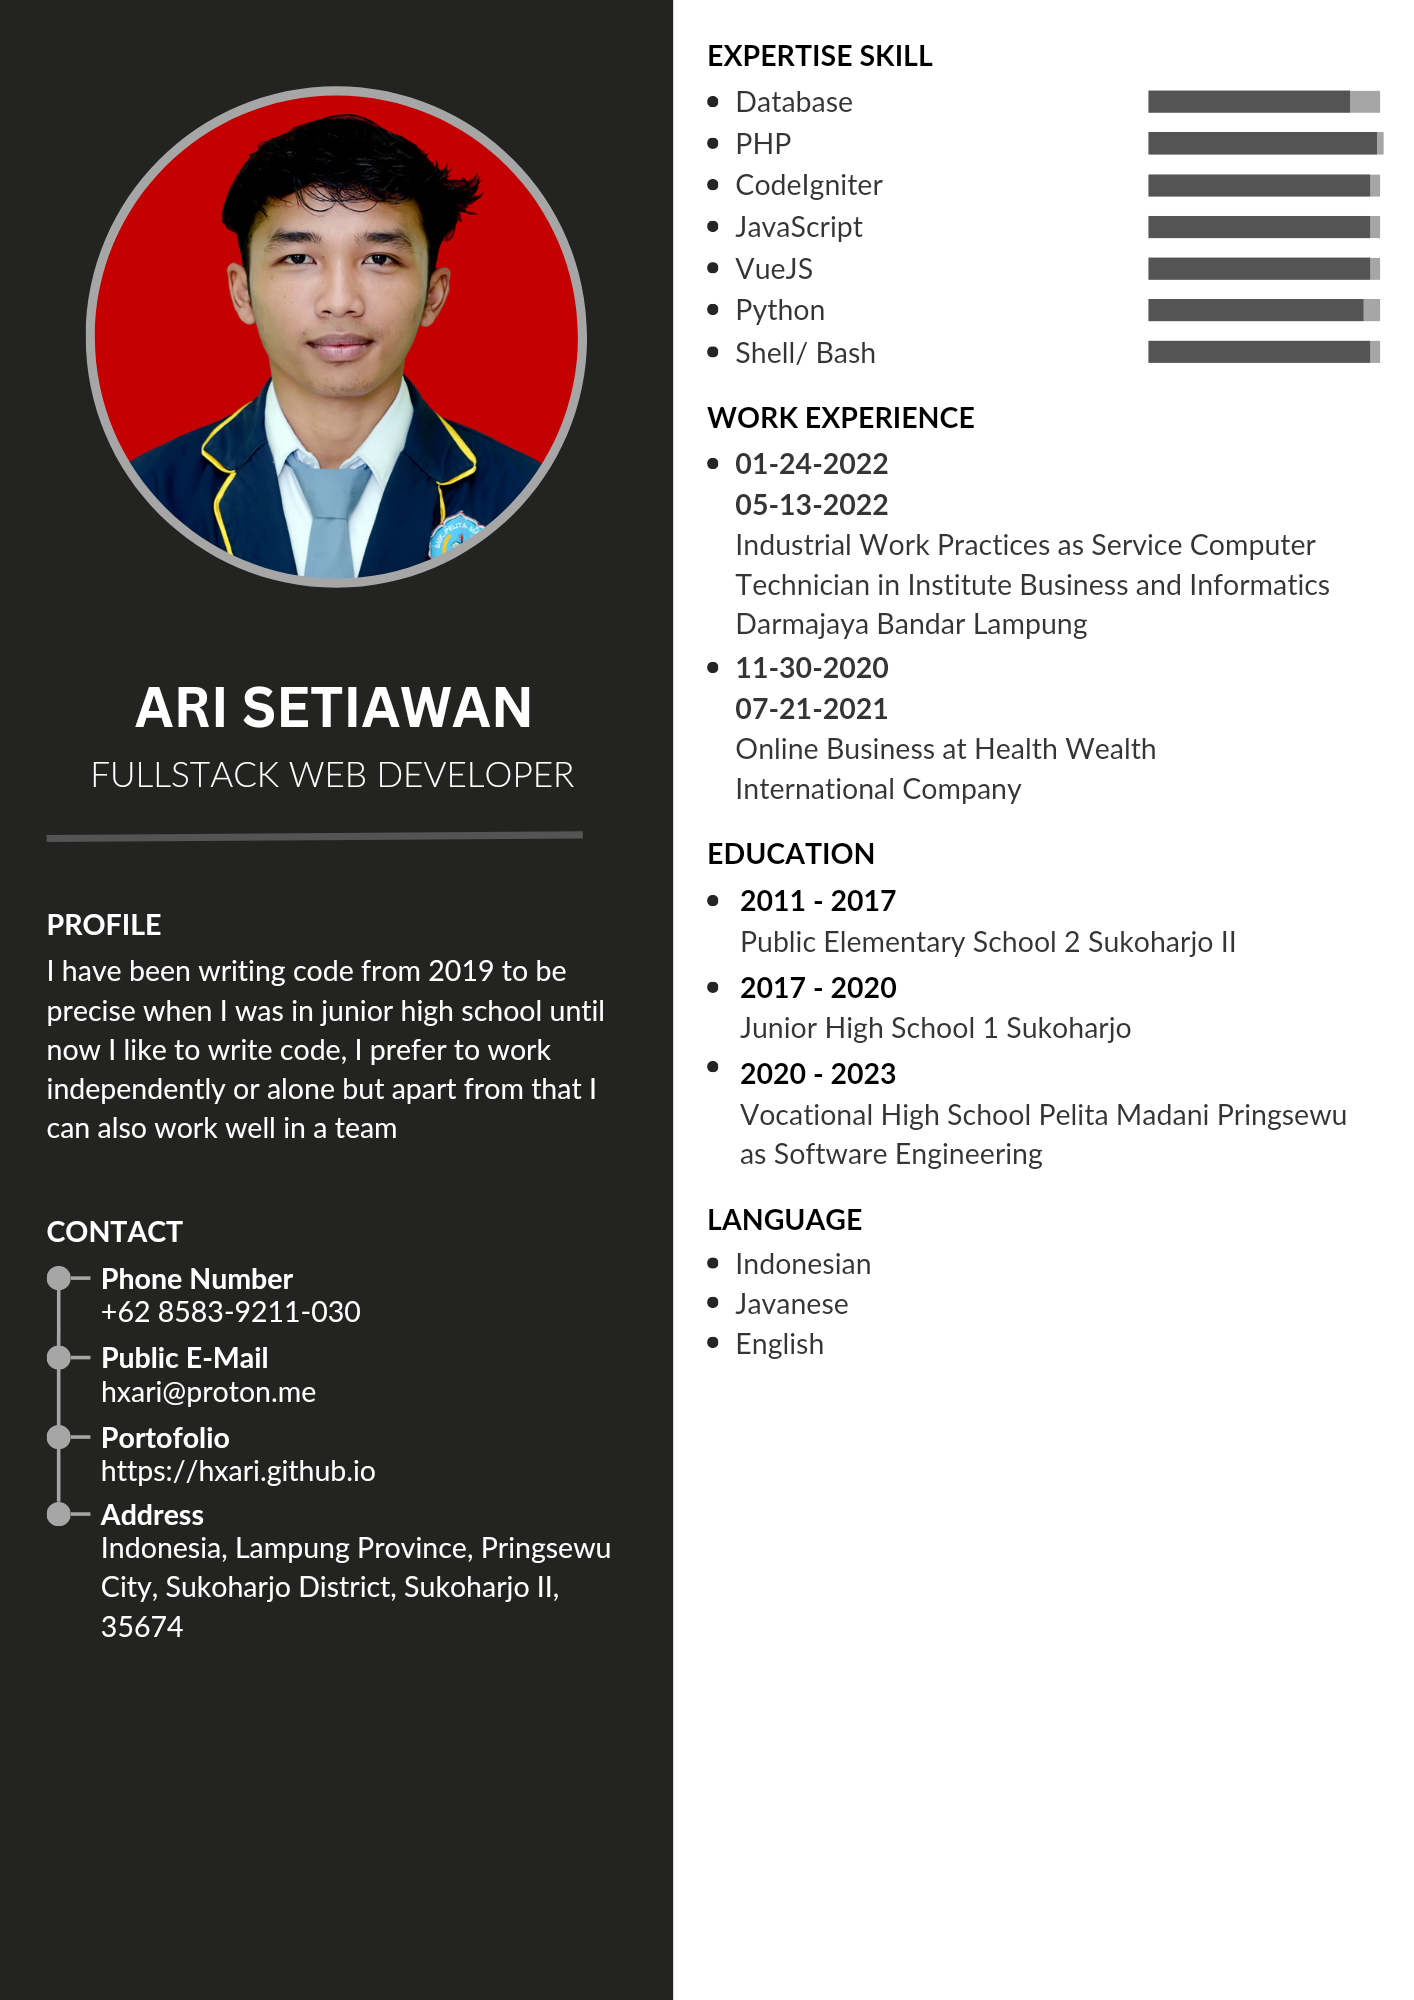 ARI SETIAWAN
FULLSTACK WEB DEVELOPER
PROFILE
I have been writing code from 2019 to be
precise when I was in junior high school until
now I like to write code, I prefer to work
independently or alone but apart from that I
can also work well in a team
CONTACT
Phone Number
+62 8583-9211-030
Public E-Mail
hxari@proton.me
Portofolio
https://hxari.github.io
Address
Indonesia, Lampung Province, Pringsewu
City, Sukoharjo District, Sukoharjo II,
35674
EXPERTISE SKILL
Database
PHP
CodeIgniter
JavaScript
VueJS
Python
Shell/ Bash
WORK EXPERIENCE
01-24-2022
05-13-2022
Industrial Work Practices as Service Computer
Technician in Institute Business and Informatics
Darmajaya Bandar Lampung
11-30-2020
07-21-2021
Online Business at Health Wealth
International Company
EDUCATION
2011 - 2017
Public Elementary School 2 Sukoharjo II
2017 - 2020
Junior High School 1 Sukoharjo
2020 - 2023
Vocational High School Pelita Madani Pringsewu
as Software Engineering
LANGUAGE
Indonesian
Javanese
English